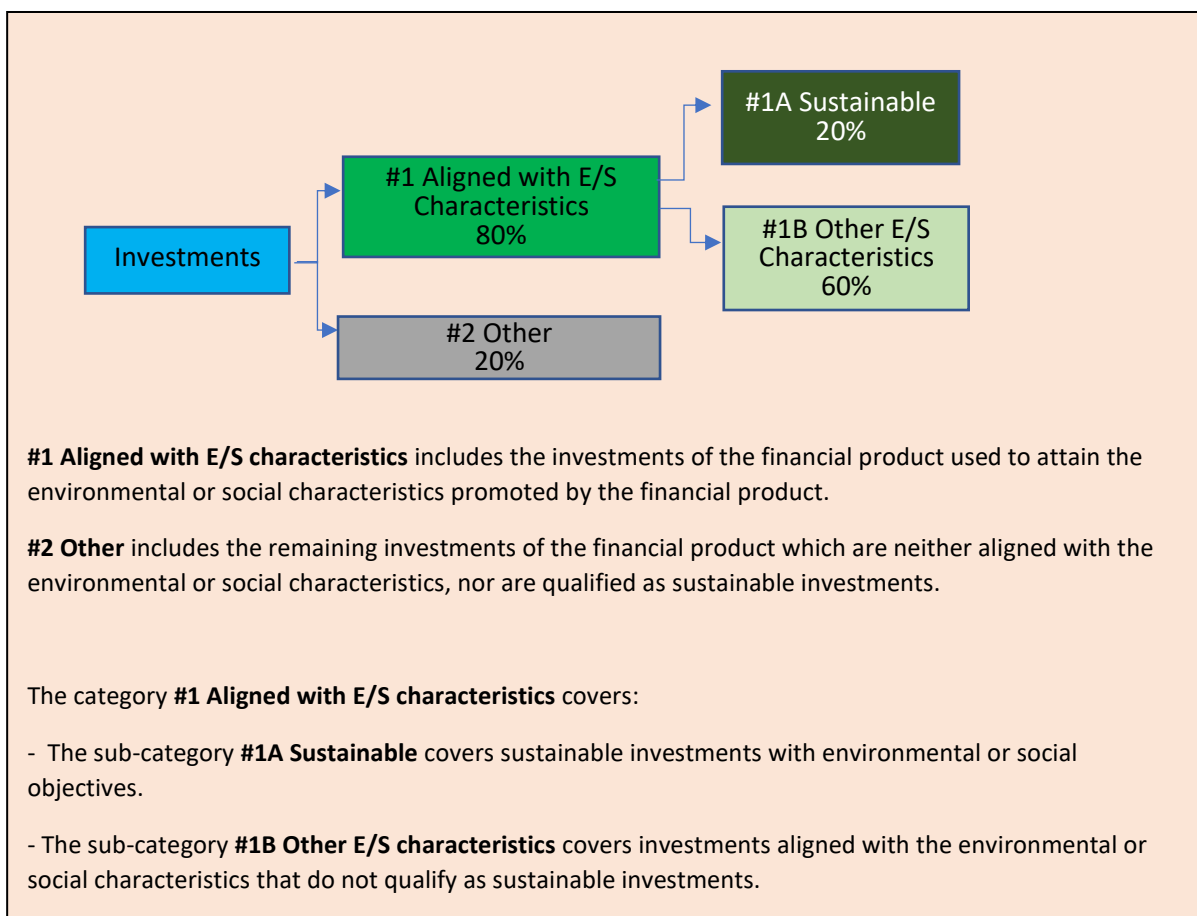 #1A Sustainable
20%
#1 Aligned with E/S
Characteristics
80%
Investments
#1B Other E/S
Characteristics
60%
#2 Other
20%
#1 Aligned with E/S characteristics includes the investments of the financial product used to attain the
environmental or social characteristics promoted by the financial product.
#2 Other includes the remaining investments of the financial product which are neither aligned with the
environmental or social characteristics, nor are qualified as sustainable investments.
The category #1 Aligned with E/S characteristics covers:
- The sub-category #1A Sustainable covers sustainable investments with environmental or social
objectives.
- The sub-category #1B Other E/S characteristics covers investments aligned with the environmental or
social characteristics that do not qualify as sustainable investments.